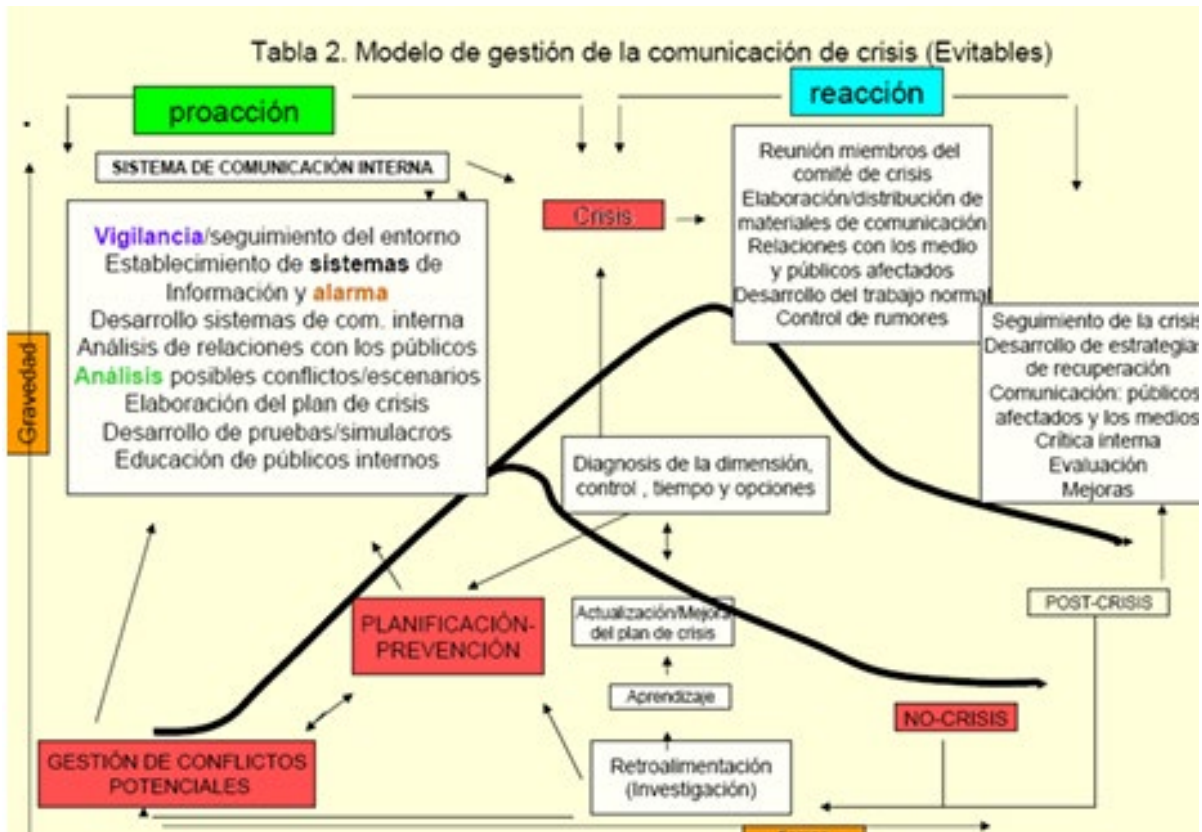 Tabla 2. Modelo de gestión de la comunicación de crisis (Evitables)
proacción
reacción
SISTEMA DE COMUNICACIÓN INTERNA
Vigilancia/seguimiento del entorno
Establecimiento de sistemas de
Información y alarma
Desarrollo sistemas de com. interna
Análisis de relaciones con los públicos
Análisis posibles conflictos/escenarios
Elaboración del plan de crisis
Desarrollo de pruebas/simulacros
Educación de públicos internos
Crisis
Reunión miembros del
comité de crisis
Elaboración/distribución de
materiales de comunicación
Relaciones con los medio
y públicos afectados
Desarrollo del trabajo normal
Control de rumores
Seguimiento de la crisis
Desarrollo de estrategias
de recuperación
Comunicación: públicos
afectados y los medios
Crítica interna
Evaluación
Mejoras
Gravedad
Diagnosis de la dimensión,
control , tiempo y opciones
PLANIFICACIÓN-
PREVENCIÓN
Actualización/Mejora
del plan de crisis
Aprendizaje
Retroalimentación
(Investigación)
POST-CRISIS
NO-CRISIS
GESTIÓN DE CONFLICTOS
POTENCIALES